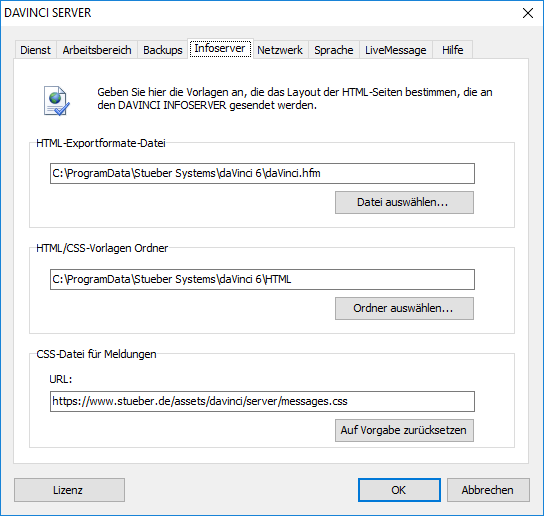 DAVINCI SERVER
Dienst Arbeitsbereich Backups Infoserver Netzwerk Sprache LiveMessage Hilfe
Geben Sie hier die Vorlagen an, die das Layout der HTML-Seiten bestimmen, die an
den DAVINCI INFOSERVER gesendet werden.
HTML-Exportformate-Datei
C:\ProgramData\Stueber Systems\daVinci 6\daVinci.hfm
Datei auswählen...
HTML/CSS-Vorlagen Ordner
C:\ProgramData\Stueber Systems\daVinci 6\HTML
Ordner auswählen...
CSS-Datei für Meldungen
URL:
https://www.stueber.de/assets/davinci/server/messages.css
Auf Vorgabe zurücksetzen
Lizenz OK Abbrechen